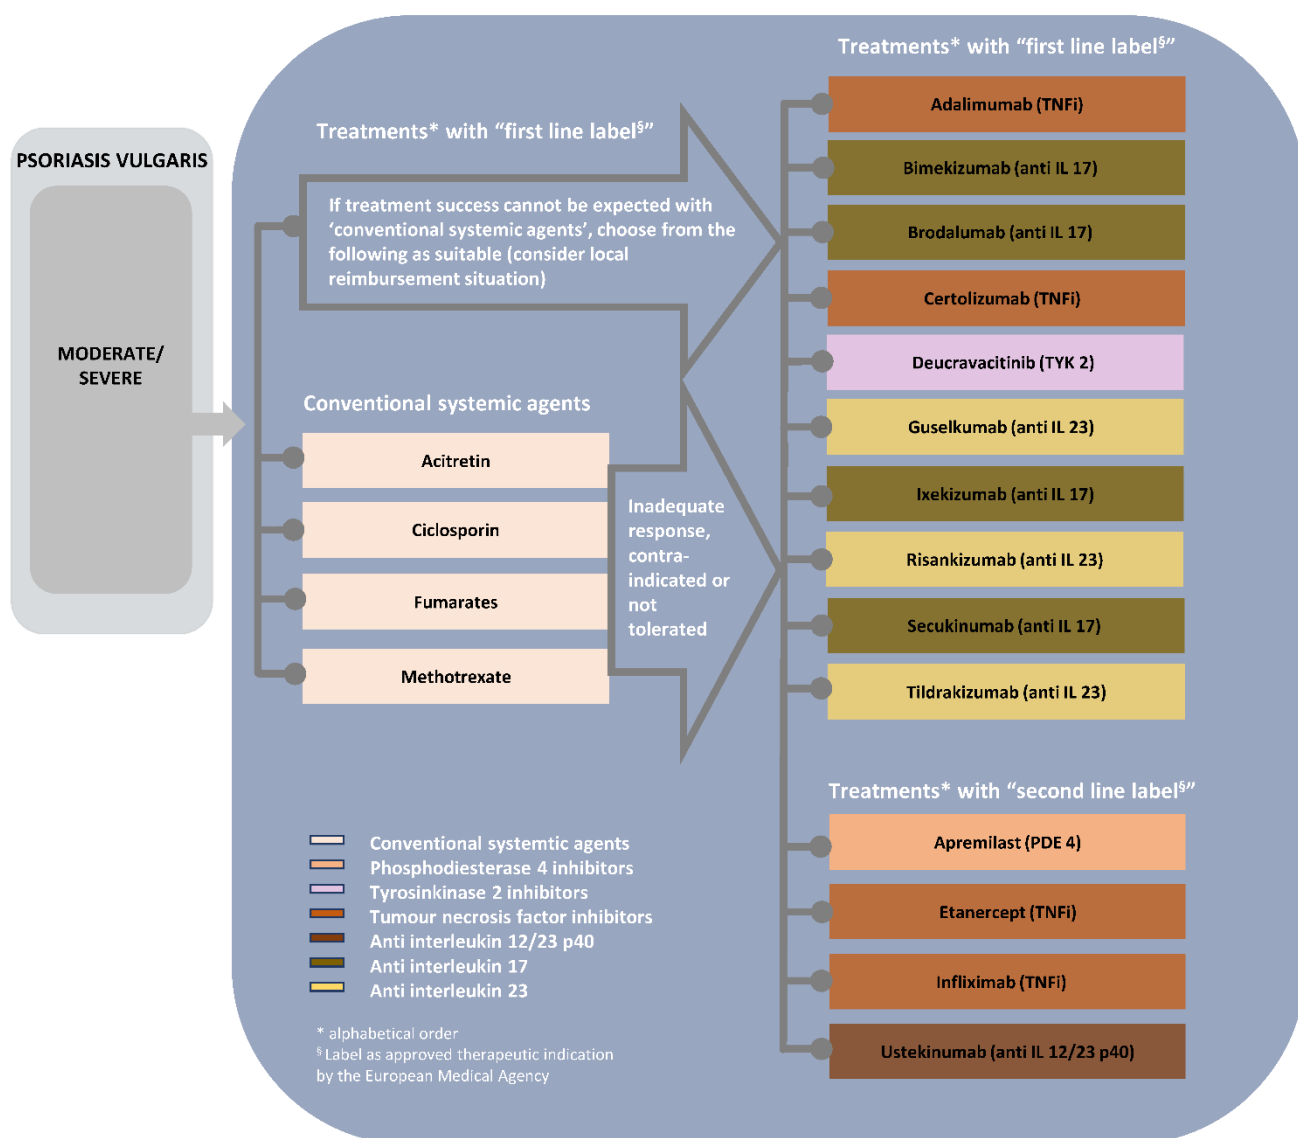 PSORIASIS VULGARIS
MODERATE/
SEVERE
Treatments* with “first line label§”
If treatment success cannot be expected with
‘conventional systemic agents’, choose from the
following as suitable (consider local
reimbursement situation)
Conventional systemic agents
Acitretin
Ciclosporin
Fumarates
Methotrexate
Inadequate
response,
contra-
indicated or
not
tolerated
Treatments* with “first line label§”
Adalimumab (TNFi)
Bimekizumab (anti IL 17)
Brodalumab (anti IL 17)
Certolizumab (TNFi)
Deucravacitinib (TYK 2)
Guselkumab (anti IL 23)
Ixekizumab (anti IL 17)
Risankizumab (anti IL 23)
Secukinumab (anti IL 17)
Tildrakizumab (anti IL 23)
Treatments* with “second line label§”
Apremilast (PDE 4)
Etanercept (TNFi)
Infliximab (TNFi)
Ustekinumab (anti IL 12/23 p40)
Conventional systemtic agents
Phosphodiesterase 4 inhibitors
Tyrosinkinase 2 inhibitors
Tumour necrosis factor inhibitors
Anti interleukin 12/23 p40
Anti interleukin 17
Anti interleukin 23
* alphabetical order
§ Label as approved therapeutic indication
by the European Medical Agency